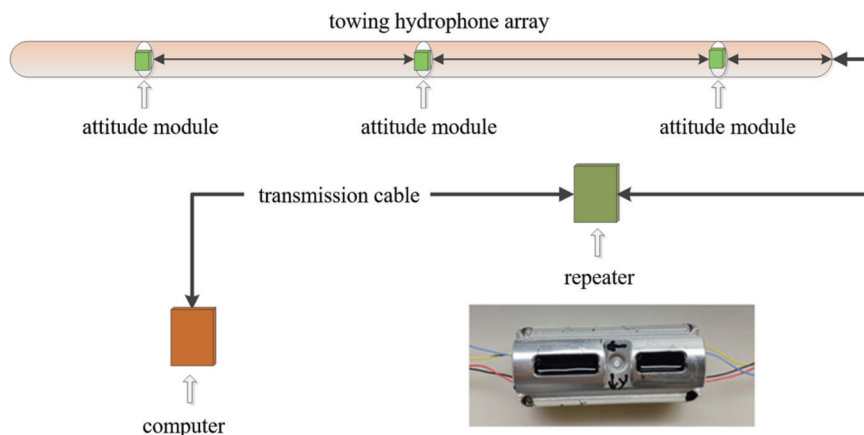 towing hydrophone array
attitude module
attitude module
attitude module
transmission cable
repeater
computer
y